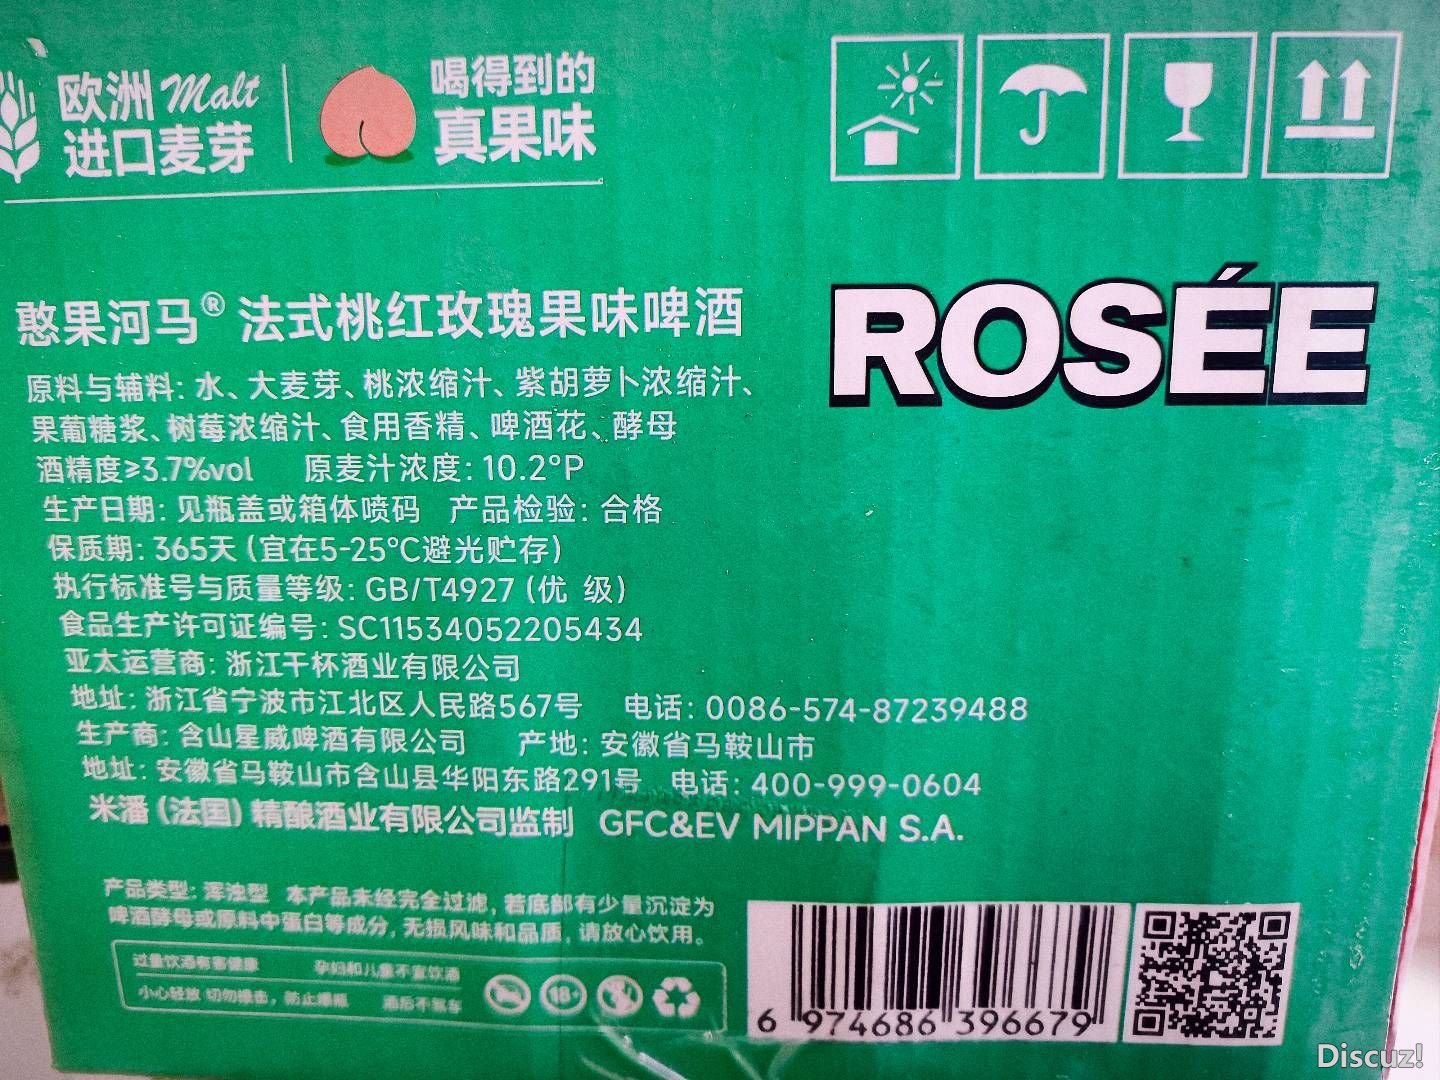 欧洲 Malt
进口麦芽
喝得到的
真果味
憨果河马® 法式桃红玫瑰果味啤酒
ROSÉE
原料与辅料：水、大麦芽、桃浓缩汁、紫胡萝卜浓缩汁、
果葡糖浆、树莓浓缩汁、食用香精、啤酒花、酵母
酒精度≥3.7%vol 原麦汁浓度：10.2°P
生产日期：见瓶盖或箱体喷码 产品检验：合格
保质期：365天（宜在5-25℃避光贮存）
执行标准号与质量等级：GB/T4927（优 级）
食品生产许可证编号：SC11534052205434
亚太运营商：浙江干杯酒业有限公司
地址：浙江省宁波市江北区人民路567号 电话：0086-574-87239488
生产商：含山星威啤酒有限公司 产地：安徽省马鞍山市
地址：安徽省马鞍山市含山县华阳东路291号 电话：400-999-0604
米潘（法国）精酿酒业有限公司监制 GFC&EV MIPPAN S.A.
产品类型：浑浊型 本产品未经完全过滤，若底部有少量沉淀为
啤酒酵母或原料中蛋白等成分，无损风味和品质，请放心饮用。
过量饮酒有害健康 孕妇和儿童不宜饮酒
小心轻放 切勿撞击，防止爆瓶 酒后不驾车
18+
6 974686 396679
Discuz!